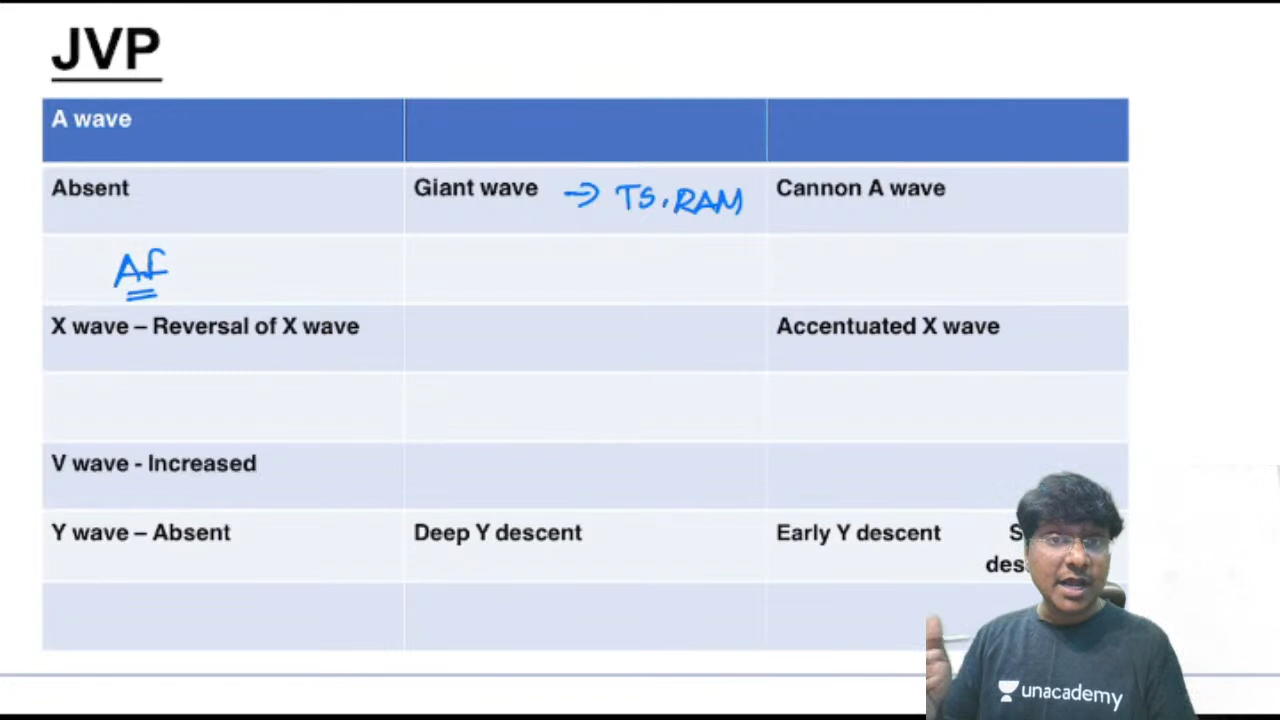 JVP
A wave
Absent
Giant wave → TS, RAM
Cannon A wave
Af
X wave – Reversal of X wave
Accentuated X wave
V wave - Increased
Y wave – Absent
Deep Y descent
Early Y descent
unacademy